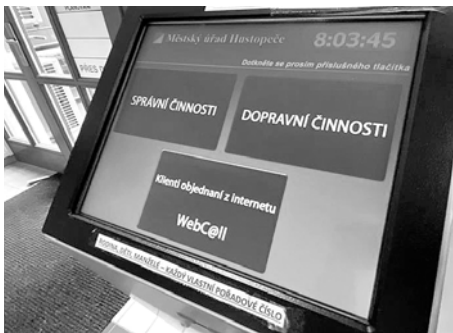 Městský úřad Hustopeče
8:03:45
Dotkněte se prosím příslušného tlačítka
SPRÁVNÍ ČINNOSTI
DOPRAVNÍ ČINNOSTI
Klienti objednaní z internetu
WebC@ll
RODINA, DĚTI, MANŽELÉ – KAŽDÝ VLASTNÍ POŘADOVÉ ČÍSLO
PŘES